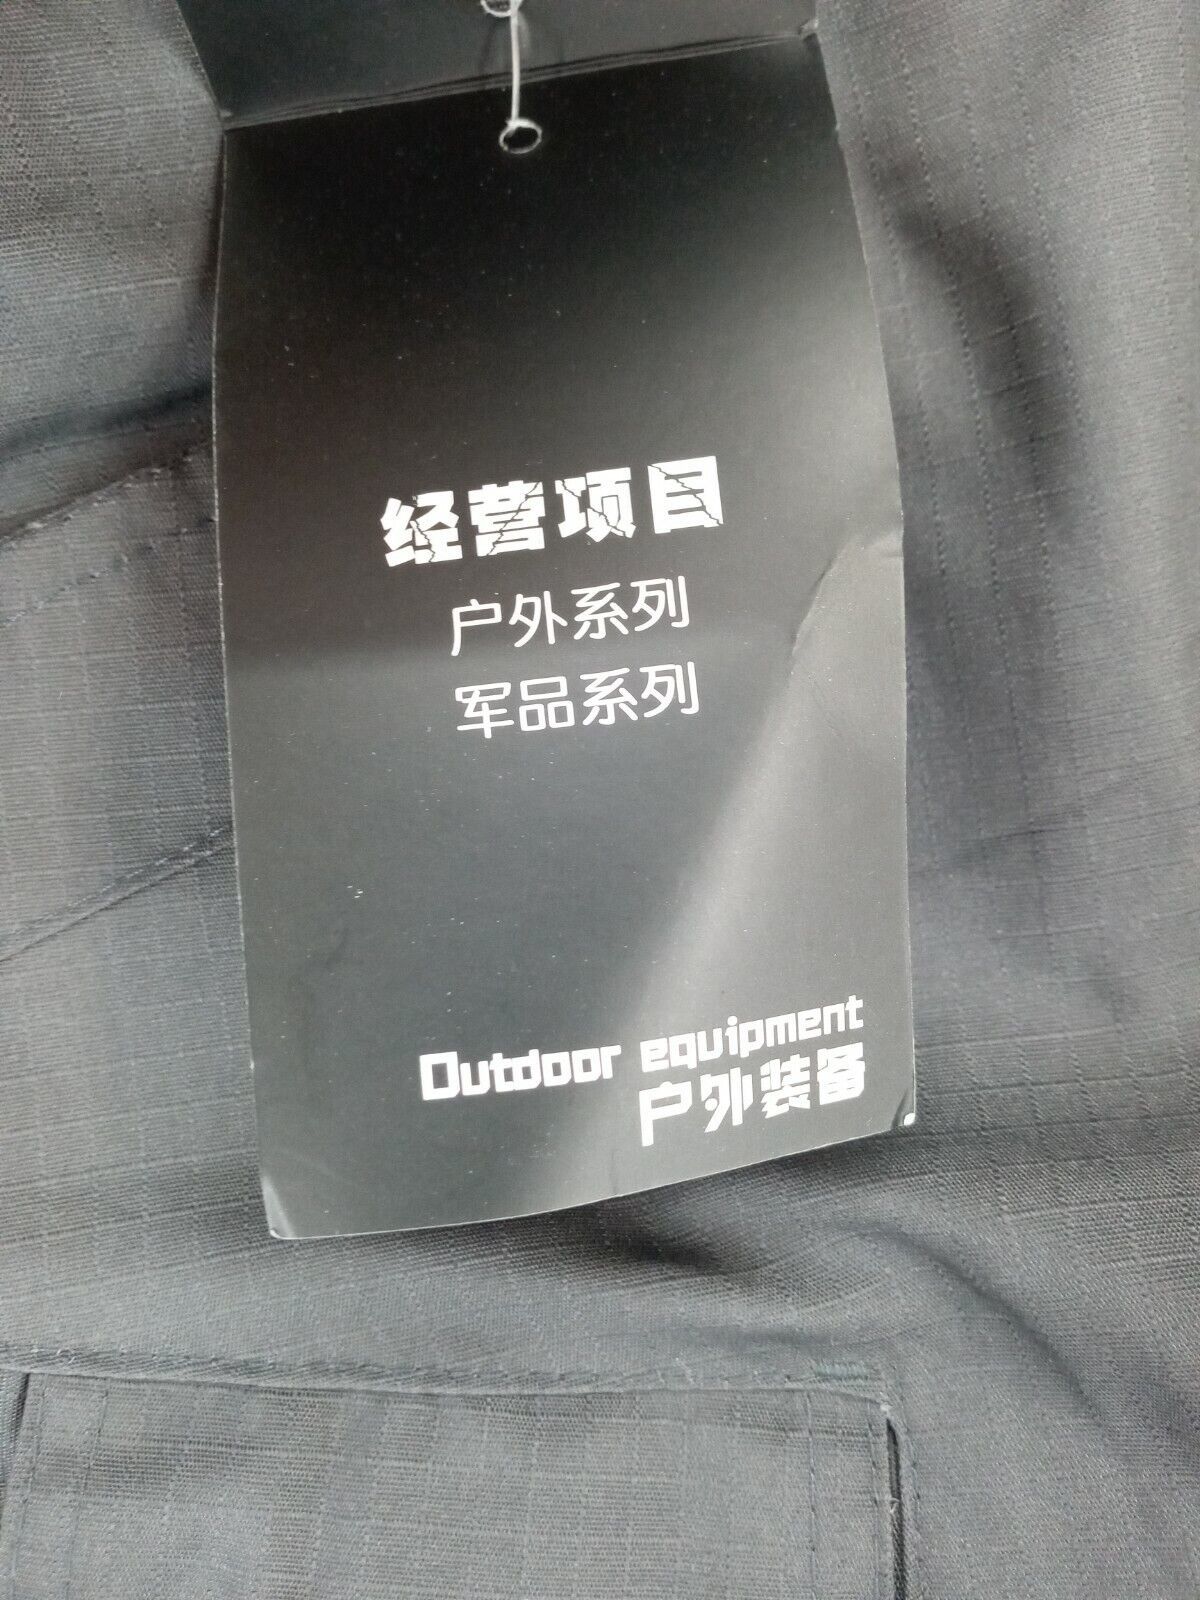 经营项目
户外系列
军品系列
Outdoor equipment
户外装备